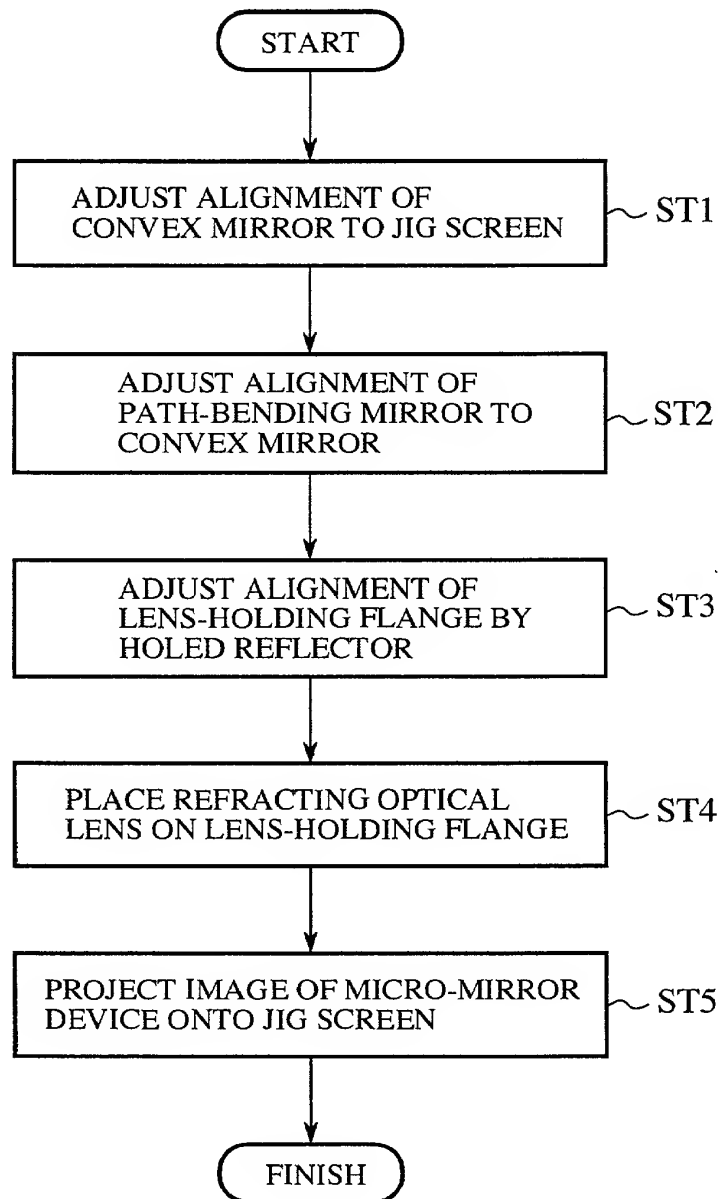 START
ADJUST ALIGNMENT OF
CONVEX MIRROR TO JIG SCREEN
ST1
ADJUST ALIGNMENT OF
PATH-BENDING MIRROR TO
CONVEX MIRROR
ST2
ADJUST ALIGNMENT OF
LENS-HOLDING FLANGE BY
HOLED REFLECTOR
ST3
PLACE REFRACTING OPTICAL
LENS ON LENS-HOLDING FLANGE
ST4
PROJECT IMAGE OF MICRO-MIRROR
DEVICE ONTO JIG SCREEN
ST5
FINISH